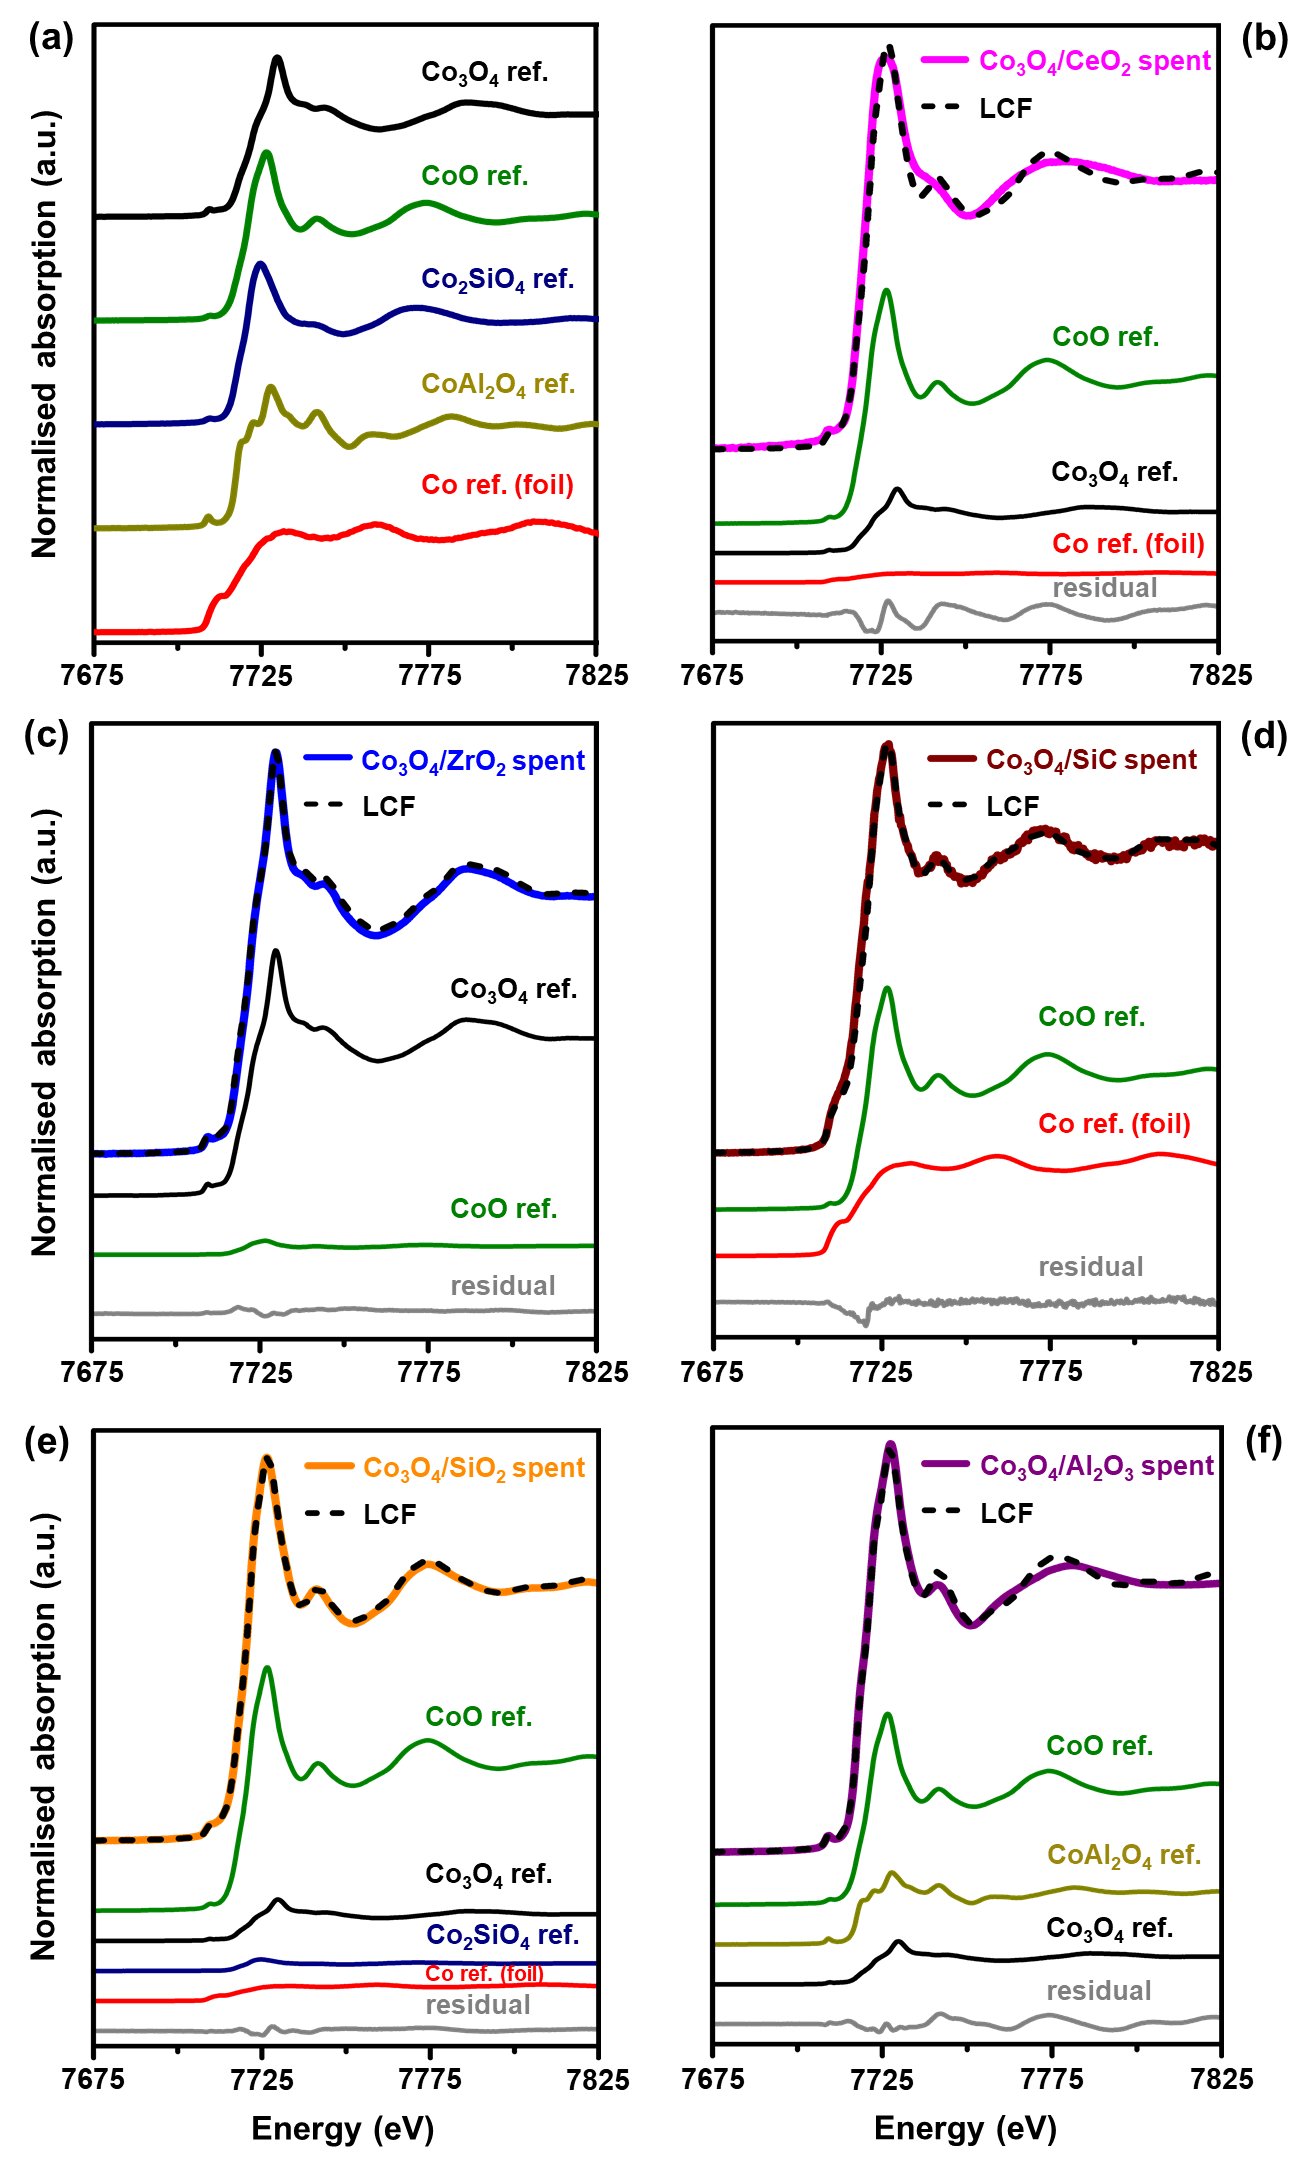 (a)
Co₃O₄ ref.
CoO ref.
Co₂SiO₄ ref.
CoAl₂O₄ ref.
Co ref. (foil)
Normalised absorption (a.u.)
7675 7725 7775 7825
(b)
Co₃O₄/CeO₂ spent
LCF
CoO ref.
Co₃O₄ ref.
Co ref. (foil)
residual
7675 7725 7775 7825
(c)
Co₃O₄/ZrO₂ spent
LCF
Co₃O₄ ref.
CoO ref.
residual
Normalised absorption (a.u.)
7675 7725 7775 7825
(d)
Co₃O₄/SiC spent
LCF
CoO ref.
Co ref. (foil)
residual
7675 7725 7775 7825
(e)
Co₃O₄/SiO₂ spent
LCF
CoO ref.
Co₃O₄ ref.
Co₂SiO₄ ref.
Co ref. (foil)
residual
Normalised absorption (a.u.)
7675 7725 7775 7825
Energy (eV)
(f)
Co₃O₄/Al₂O₃ spent
LCF
CoO ref.
CoAl₂O₄ ref.
Co₃O₄ ref.
residual
7675 7725 7775 7825
Energy (eV)